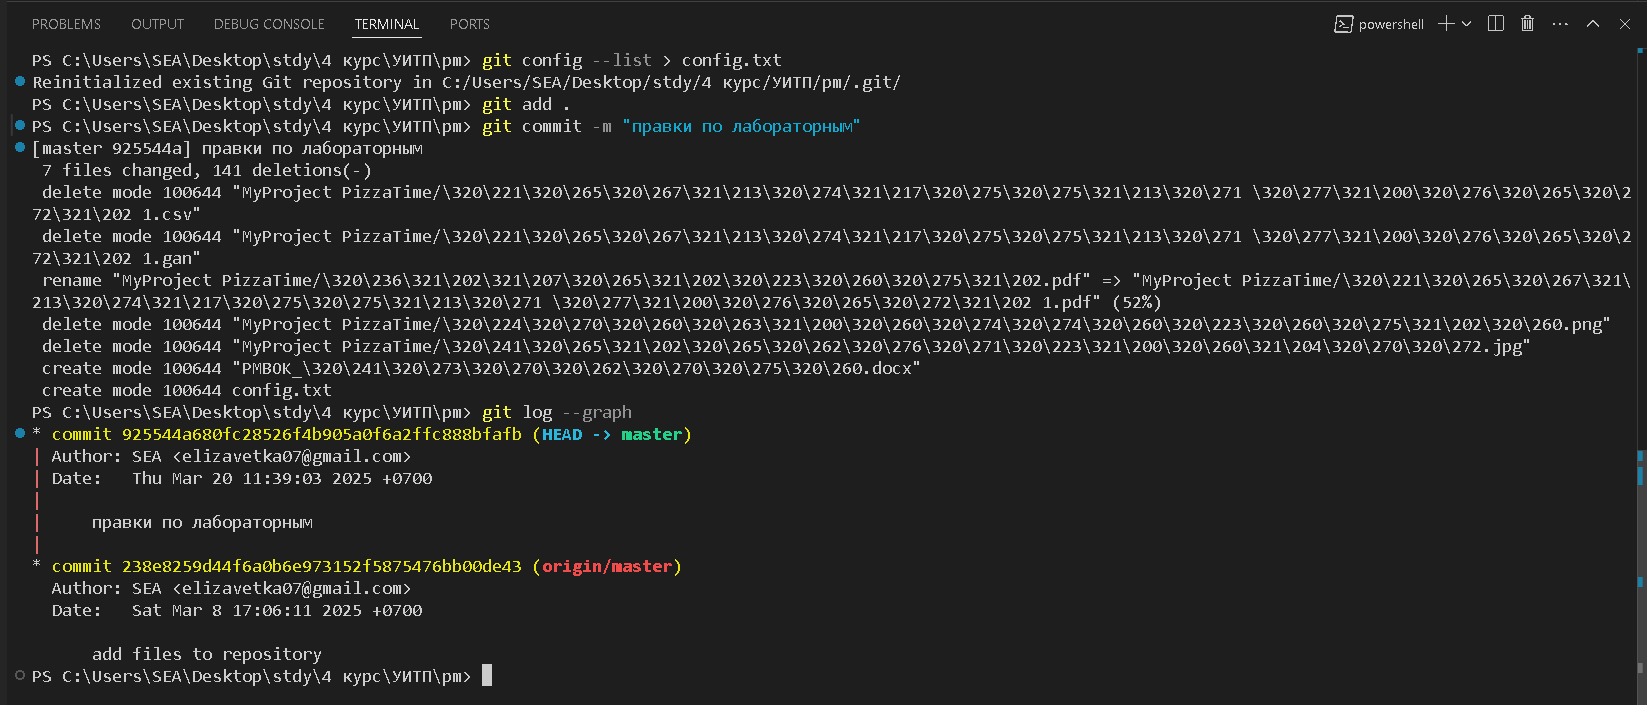 PROBLEMS OUTPUT DEBUG CONSOLE TERMINAL PORTS powershell
PS C:\Users\SEA\Desktop\stdy\4 курс\УИТП\pm> git config --list > config.txt
Reinitialized existing Git repository in C:/Users/SEA/Desktop/stdy/4 курс/УИТП/pm/.git/
PS C:\Users\SEA\Desktop\stdy\4 курс\УИТП\pm> git add .
PS C:\Users\SEA\Desktop\stdy\4 курс\УИТП\pm> git commit -m "правки по лабораторным"
[master 925544a] правки по лабораторным
7 files changed, 141 deletions(-)
delete mode 100644 "MyProject PizzaTime/\320\221\320\265\320\267\321\213\320\274\321\217\320\275\320\275\321\213\320\271 \320\277\321\200\320\276\320\265\320\2
72\321\202 1.csv"
delete mode 100644 "MyProject PizzaTime/\320\221\320\265\320\267\321\213\320\274\321\217\320\275\320\275\321\213\320\271 \320\277\321\200\320\276\320\265\320\2
72\321\202 1.gan"
rename "MyProject PizzaTime/\320\236\321\202\321\207\320\265\321\202\320\223\320\260\320\275\321\202.pdf" => "MyProject PizzaTime/\320\221\320\265\320\267\321\
213\320\274\321\217\320\275\320\275\321\213\320\271 \320\277\321\200\320\276\320\265\320\272\321\202 1.pdf" (52%)
delete mode 100644 "MyProject PizzaTime/\320\224\320\270\320\260\320\263\321\200\320\260\320\274\320\274\320\260\320\223\320\260\320\275\321\202\320\260.png"
delete mode 100644 "MyProject PizzaTime/\320\241\320\265\321\202\320\265\320\262\320\276\320\271\320\223\321\200\320\260\321\204\320\270\320\272.jpg"
create mode 100644 "PMBOK_\320\241\320\273\320\270\320\262\320\270\320\275\320\260.docx"
create mode 100644 config.txt
PS C:\Users\SEA\Desktop\stdy\4 курс\УИТП\pm> git log --graph
* commit 925544a680fc28526f4b905a0f6a2ffc888bfafb (HEAD -> master)
| Author: SEA <elizavetka07@gmail.com>
| Date:   Thu Mar 20 11:39:03 2025 +0700
|
|     правки по лабораторным
|
* commit 238e8259d44f6a0b6e973152f5875476bb00de43 (origin/master)
Author: SEA <elizavetka07@gmail.com>
Date:   Sat Mar 8 17:06:11 2025 +0700
add files to repository
PS C:\Users\SEA\Desktop\stdy\4 курс\УИТП\pm>